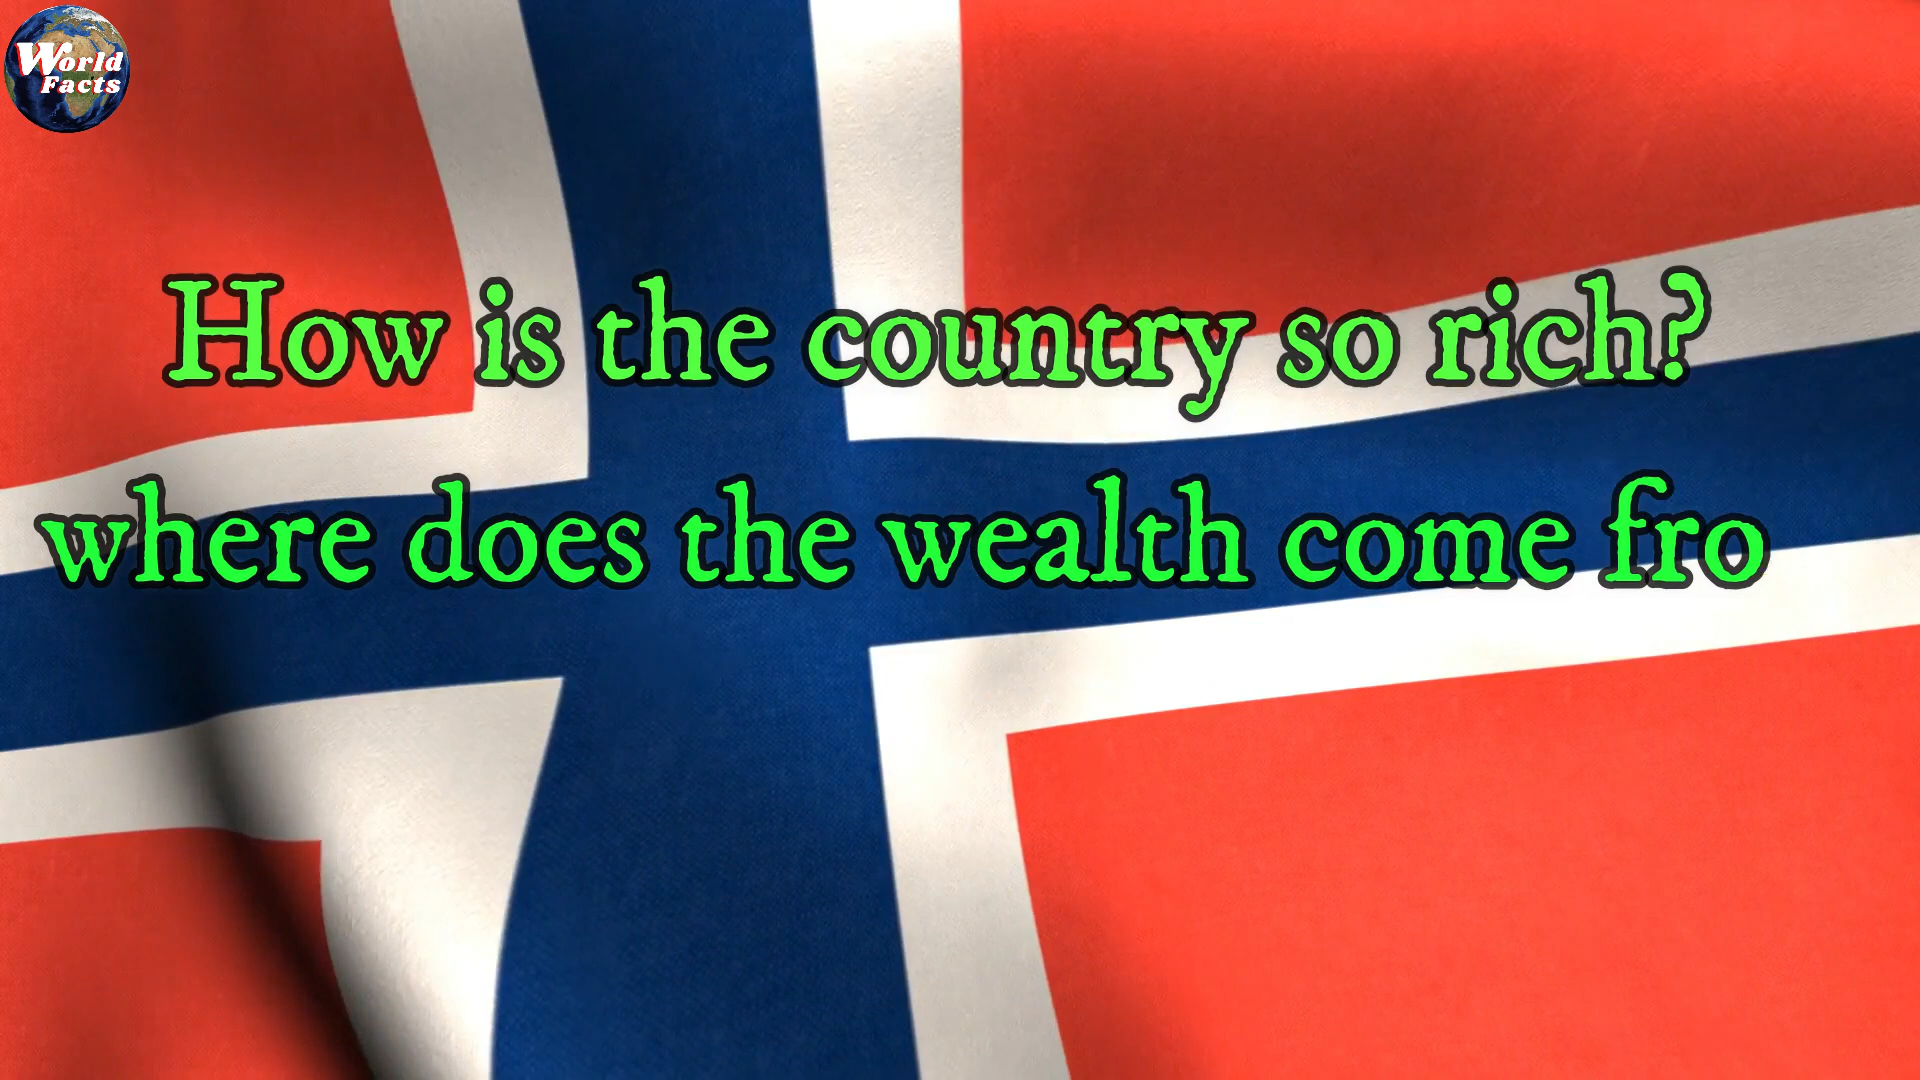 World
Facts
How is the country so rich?
where does the wealth come fro